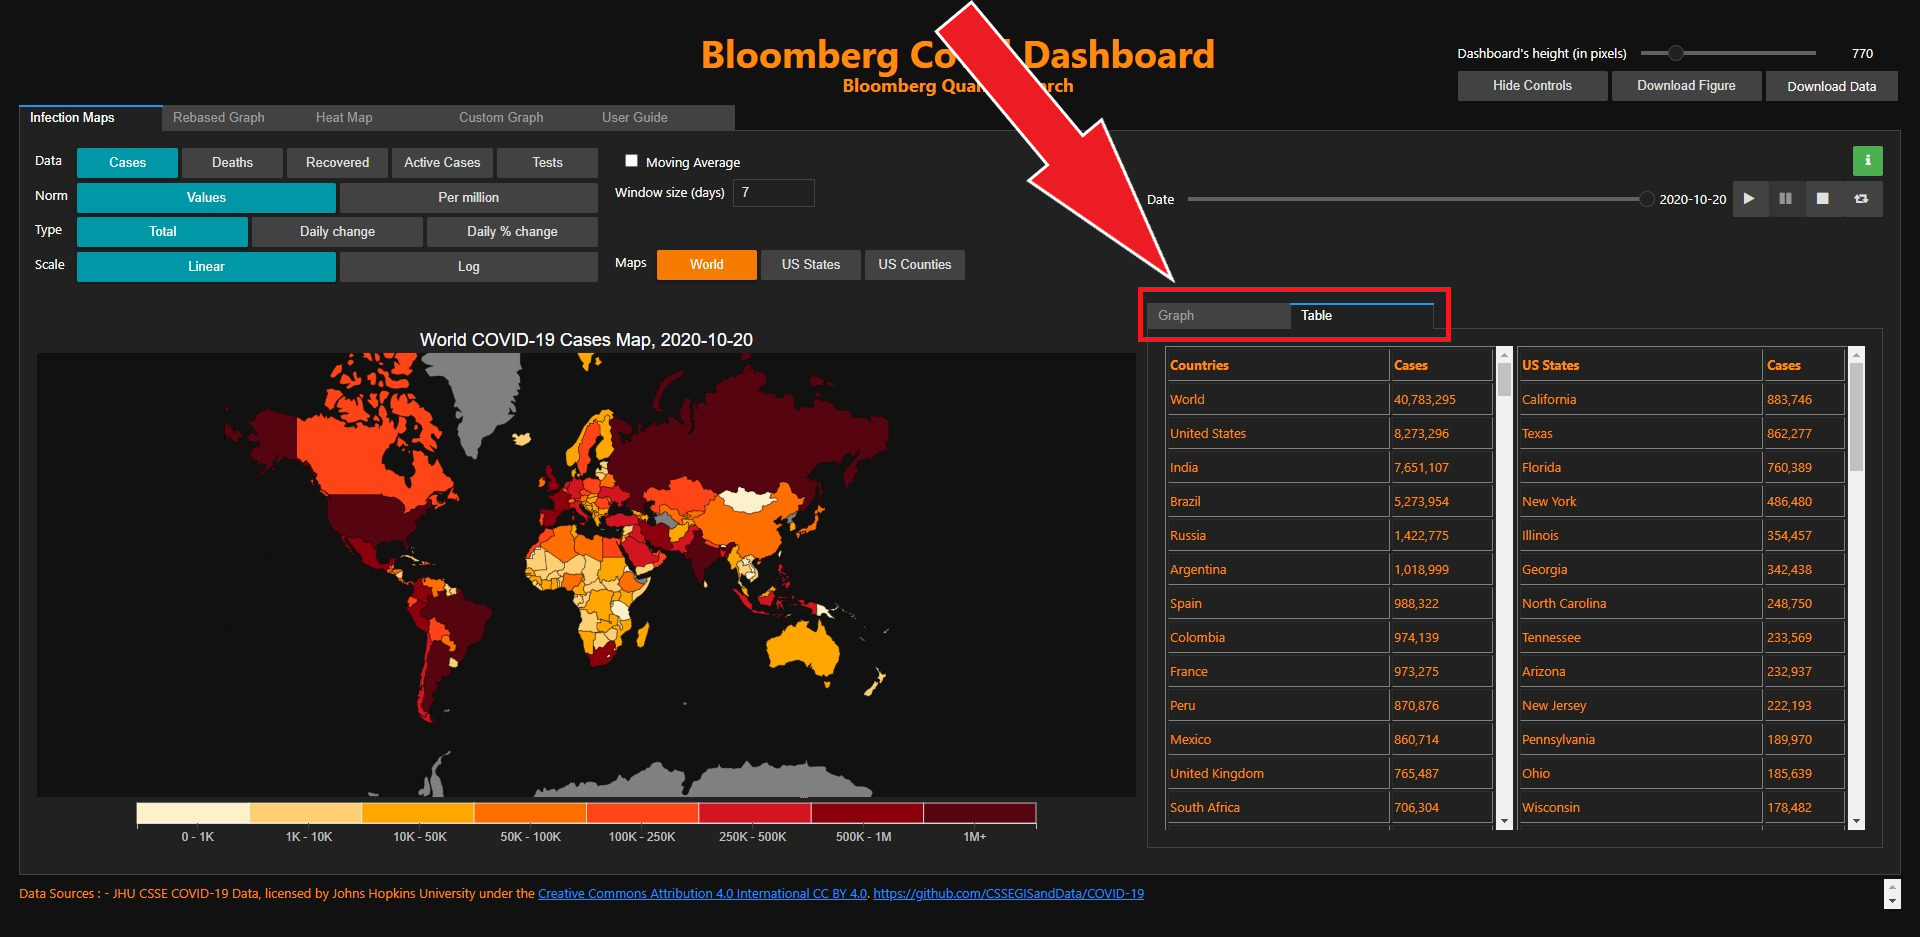 Bloomberg Co Dashboard
Bloomberg Quan rch
Dashboard's height (in pixels) 770
Hide Controls Download Figure Download Data
Infection Maps Rebased Graph Heat Map Custom Graph User Guide
Data Cases Deaths Recovered Active Cases Tests
Norm Values Per million
Type Total Daily change Daily % change
Scale Linear Log
Moving Average
Window size (days) 7
Maps World US States US Counties
i
Date 2020-10-20
Graph Table
World COVID-19 Cases Map, 2020-10-20
0 - 1K 1K - 10K 10K - 50K 50K - 100K 100K - 250K 250K - 500K 500K - 1M 1M+
Countries Cases
World 40,783,295
United States 8,273,296
India 7,651,107
Brazil 5,273,954
Russia 1,422,775
Argentina 1,018,999
Spain 988,322
Colombia 974,139
France 973,275
Peru 870,876
Mexico 860,714
United Kingdom 765,487
South Africa 706,304
US States Cases
California 883,746
Texas 862,277
Florida 760,389
New York 486,480
Illinois 354,457
Georgia 342,438
North Carolina 248,750
Tennessee 233,569
Arizona 232,937
New Jersey 222,193
Pennsylvania 189,970
Ohio 185,639
Wisconsin 178,482
Data Sources : - JHU CSSE COVID-19 Data, licensed by Johns Hopkins University under the Creative Commons Attribution 4.0 International CC BY 4.0. https://github.com/CSSEGISandData/COVID-19